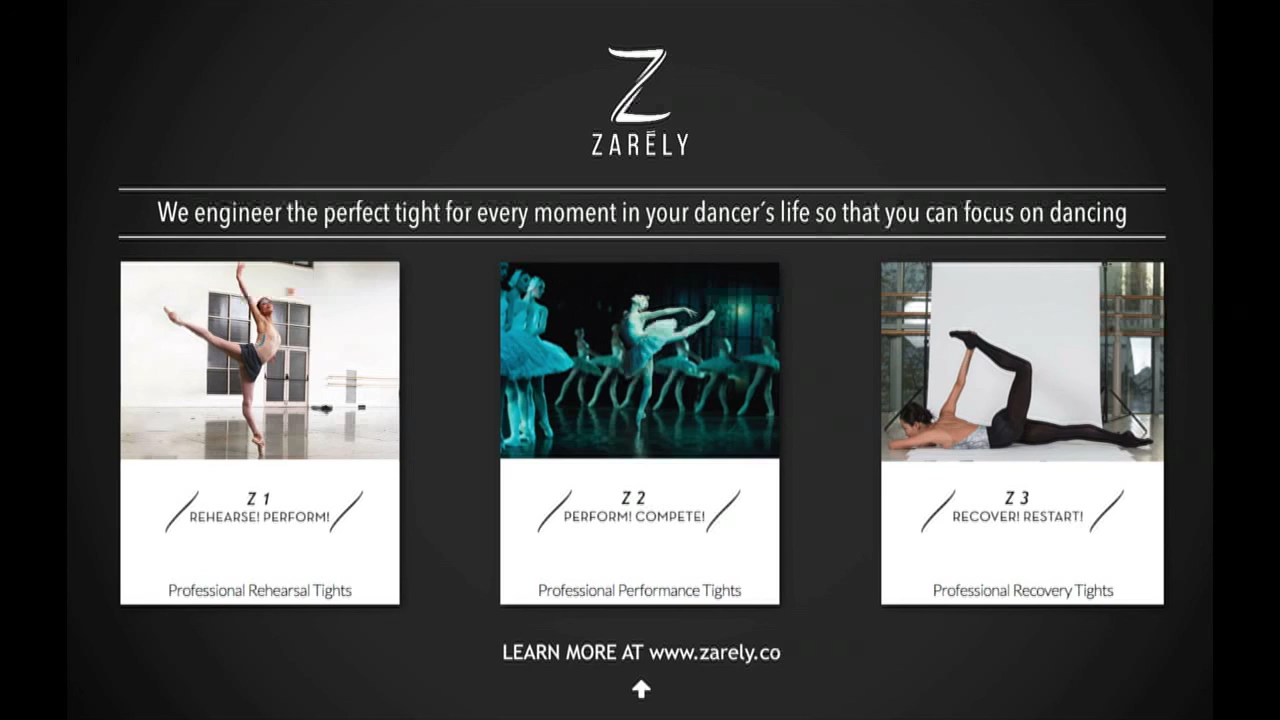 Z
ZARĒLY
We engineer the perfect tight for every moment in your dancer´s life so that you can focus on dancing
Z 1
REHEARSE! PERFORM!
Professional Rehearsal Tights
Z 2
PERFORM! COMPETE!
Professional Performance Tights
Z 3
RECOVER! RESTART!
Professional Recovery Tights
LEARN MORE AT www.zarely.co